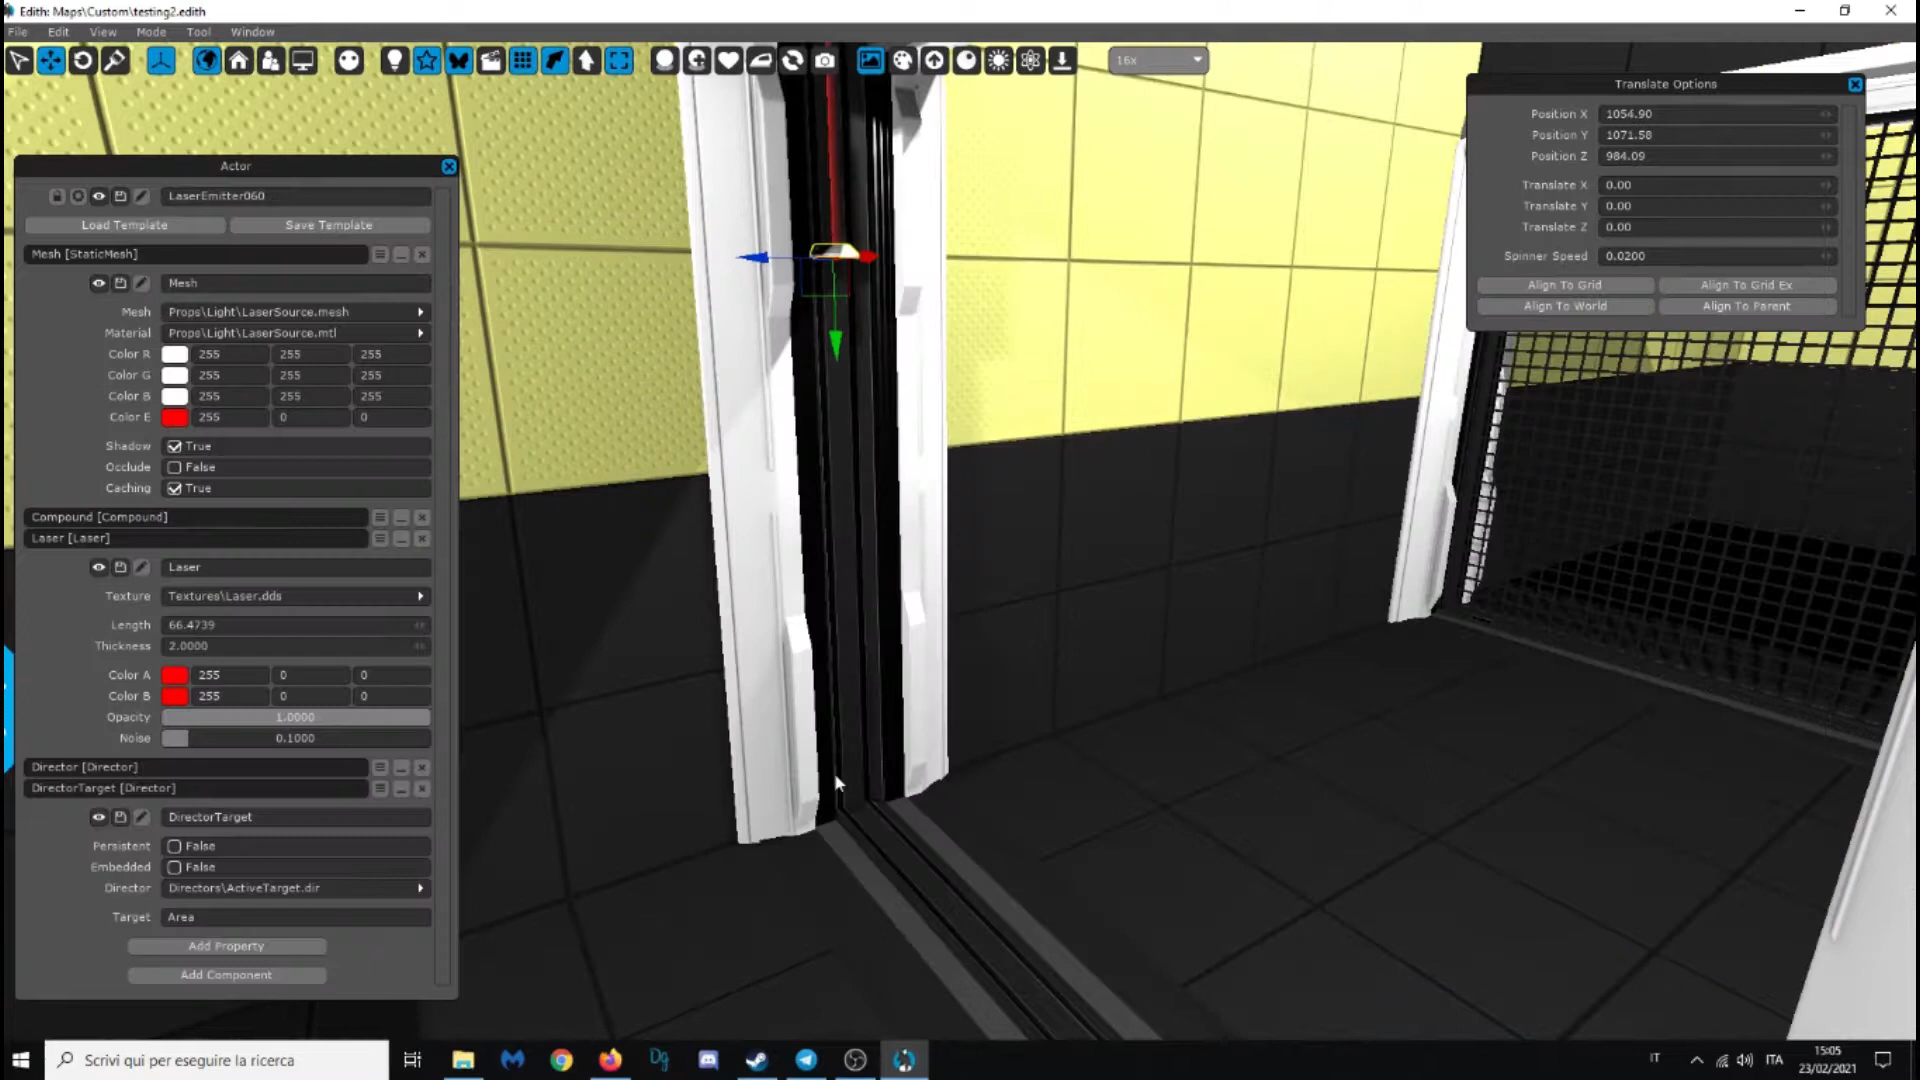 Edith: Maps\Custom\testing2.edith
File Edit View Mode Tool Window
16x
Translate Options
Position X 1054.90
Position Y 1071.58
Position Z 984.09
Translate X 0.00
Translate Y 0.00
Translate Z 0.00
Spinner Speed 0.0200
Align To Grid Align To Grid Ex
Align To World Align To Parent
Actor
LaserEmitter060
Load Template Save Template
Mesh [StaticMesh]
Mesh
Mesh Props\Light\LaserSource.mesh
Material Props\Light\LaserSource.mtl
Color R 255 255 255
Color G 255 255 255
Color B 255 255 255
Color E 255 0 0
Shadow True
Occlude False
Caching True
Compound [Compound]
Laser [Laser]
Laser
Texture Textures\Laser.dds
Length 66.4739
Thickness 2.0000
Color A 255 0 0
Color B 255 0 0
Opacity 1.0000
Noise 0.1000
Director [Director]
DirectorTarget [Director]
DirectorTarget
Persistent False
Embedded False
Director Directors\ActiveTarget.dir
Target Area
Add Property
Add Component
Scrivi qui per eseguire la ricerca
Dg
IT
ITA
15:05
23/02/2021